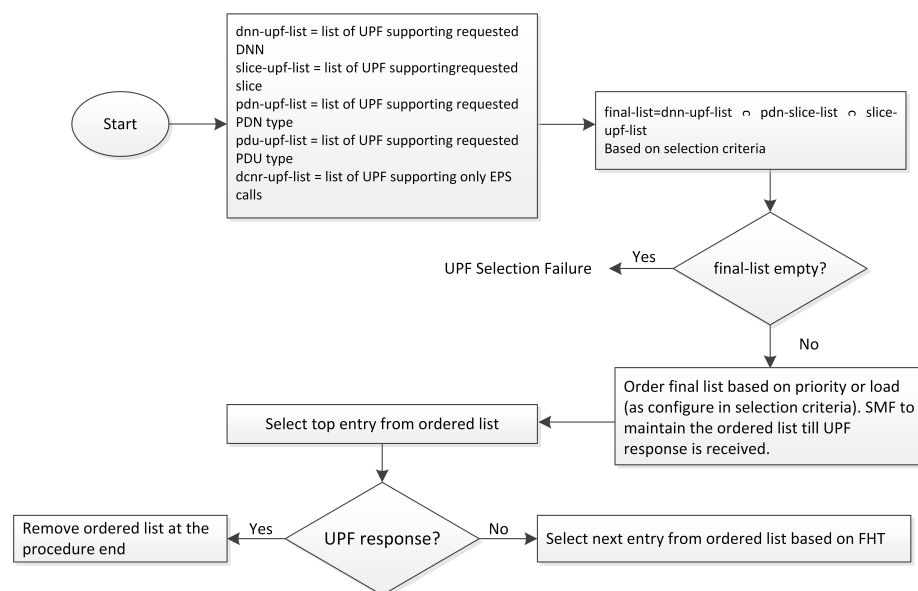 Start
dnn-upf-list = list of UPF supporting requested
DNN
slice-upf-list = list of UPF supportingrequested
slice
pdn-upf-list = list of UPF supporting requested
PDN type
pdu-upf-list = list of UPF supporting requested
PDU type
dcnr-upf-list = list of UPF supporting only EPS
calls
final-list=dnn-upf-list ∩ pdn-slice-list ∩ slice-
upf-list
Based on selection criteria
final-list empty?
Yes
UPF Selection Failure
No
Order final list based on priority or load
(as configure in selection criteria). SMF to
maintain the ordered list till UPF
response is received.
Select top entry from ordered list
UPF response?
Yes
Remove ordered list at the
procedure end
No
Select next entry from ordered list based on FHT